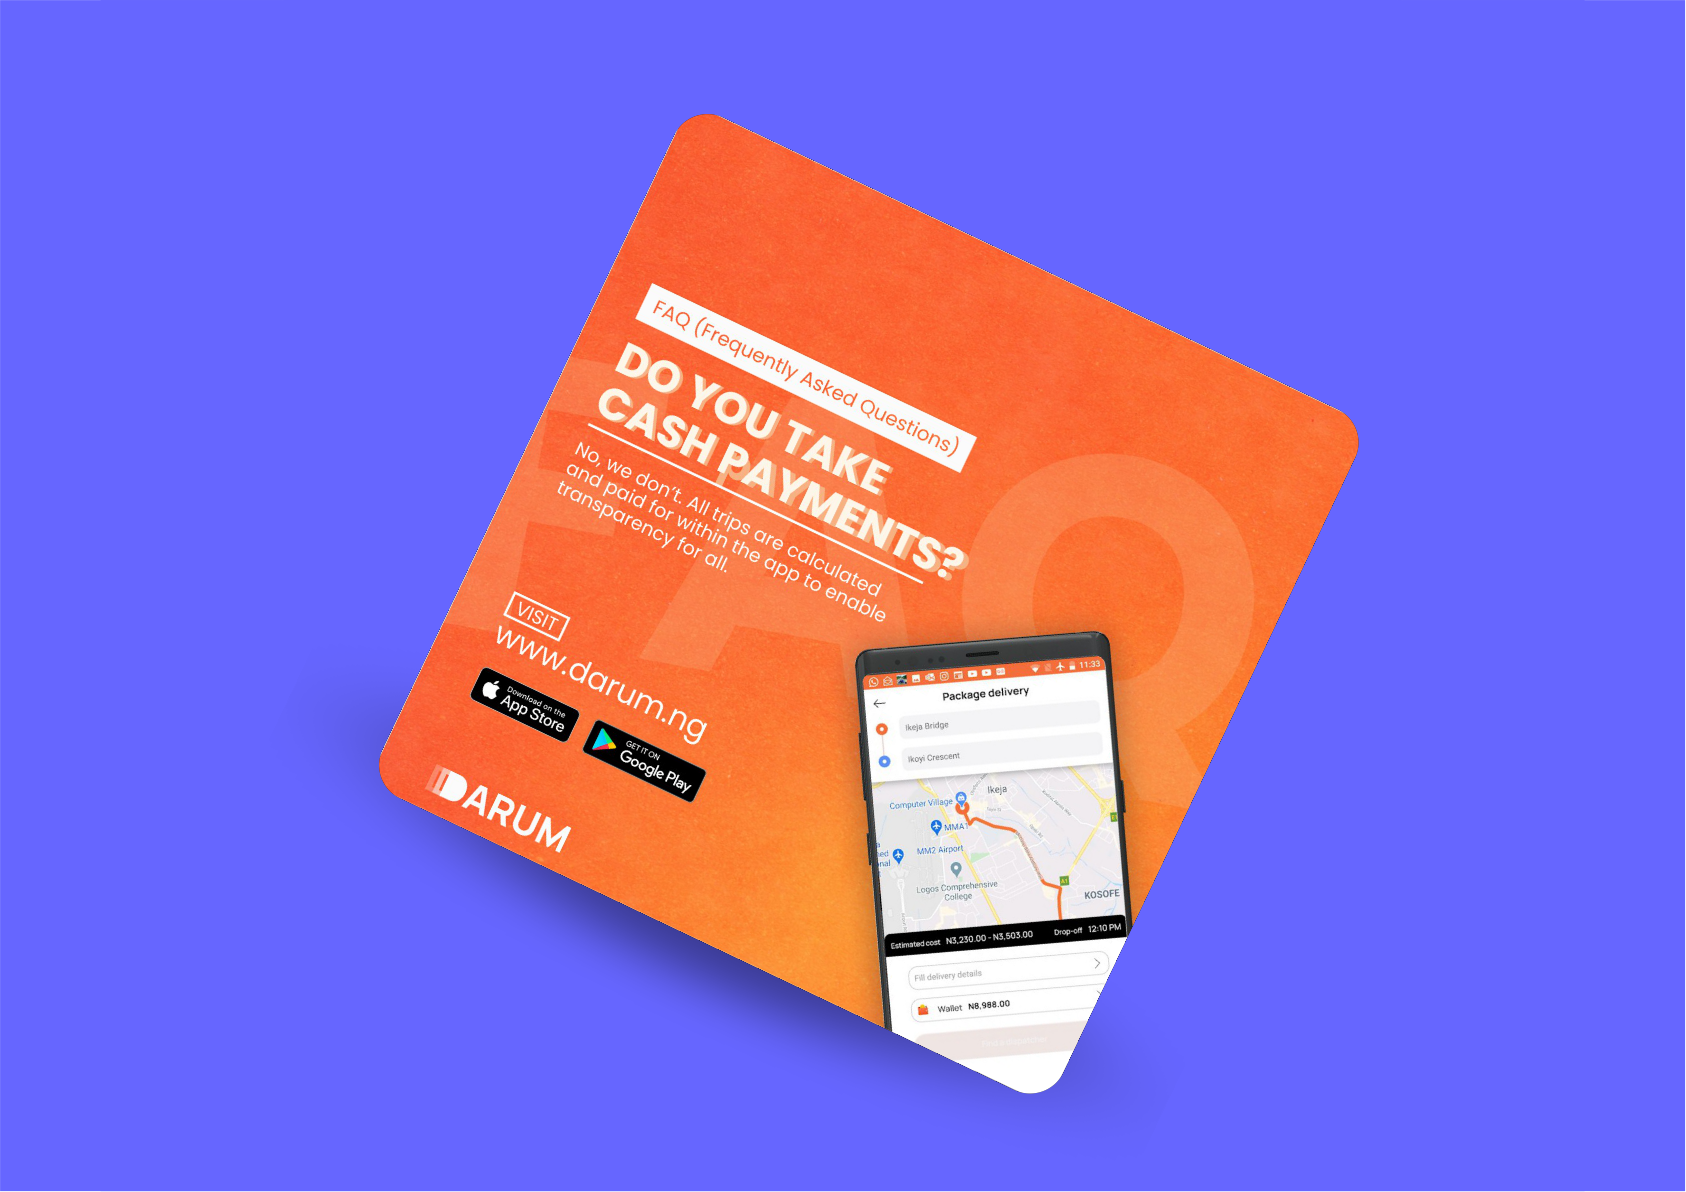 FAQ (Frequently Asked Questions)
DO YOU TAKE
CASH PAYMENTS?
No, we don't. All trips are calculated
and paid for within the app to enable
transparency for all.
VISIT
www.darum.ng
Download on the
App Store
GET IT ON
Google Play
DARUM
FAQ
11:33
Package delivery
Ikeja Bridge
Ikoyi Crescent
Ikeja
Computer Village
MMA1
MM2 Airport
Logos Comprehensive
College
A1
KOSOFE
Estimated cost N3,230.00 - N3,503.00 Drop-off 12:10 PM
Fill delivery details
Wallet N8,988.00